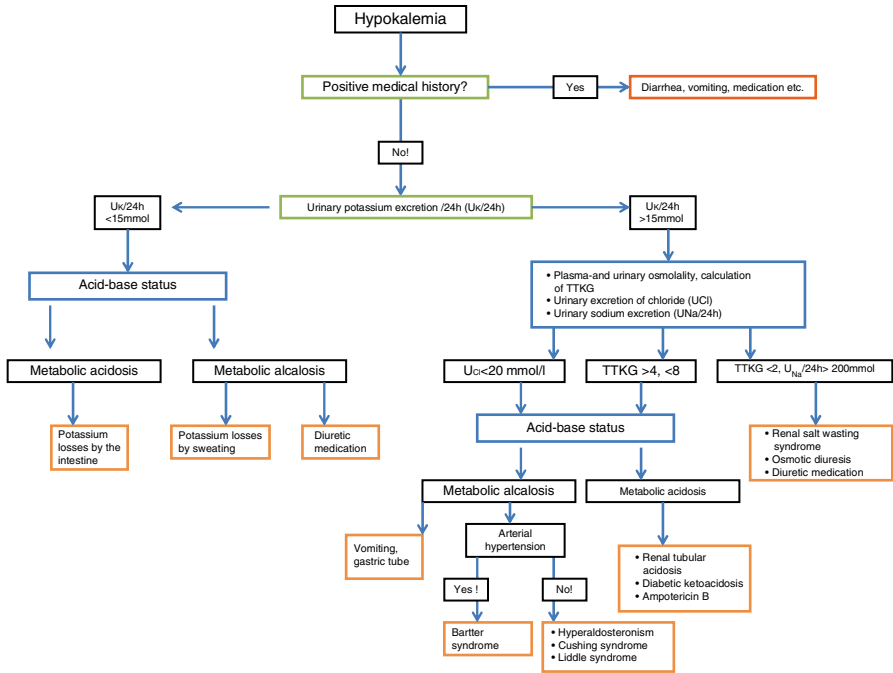 Hypokalemia
Positive medical history?
Yes
Diarrhea, vomiting, medication etc.
No!
UK/24h
<15mmol
Urinary potassium excretion /24h (UK/24h)
UK/24h
>15mmol
Acid-base status
• Plasma-and urinary osmolality, calculation
of TTKG
• Urinary excretion of chloride (UCl)
• Urinary sodium excretion (UNa/24h)
Metabolic acidosis
Metabolic alcalosis
UCl<20 mmol/l
TTKG >4, <8
TTKG <2, UNa/24h> 200mmol
Potassium
losses by the
intestine
Potassium losses
by sweating
Diuretic
medication
Acid-base status
• Renal salt wasting
syndrome
• Osmotic diuresis
• Diuretic medication
Metabolic alcalosis
Metabolic acidosis
Vomiting,
gastric tube
Arterial
hypertension
• Renal tubular
acidosis
• Diabetic ketoacidosis
• Ampotericin B
Yes !
No!
Bartter
syndrome
• Hyperaldosteronism
• Cushing syndrome
• Liddle syndrome